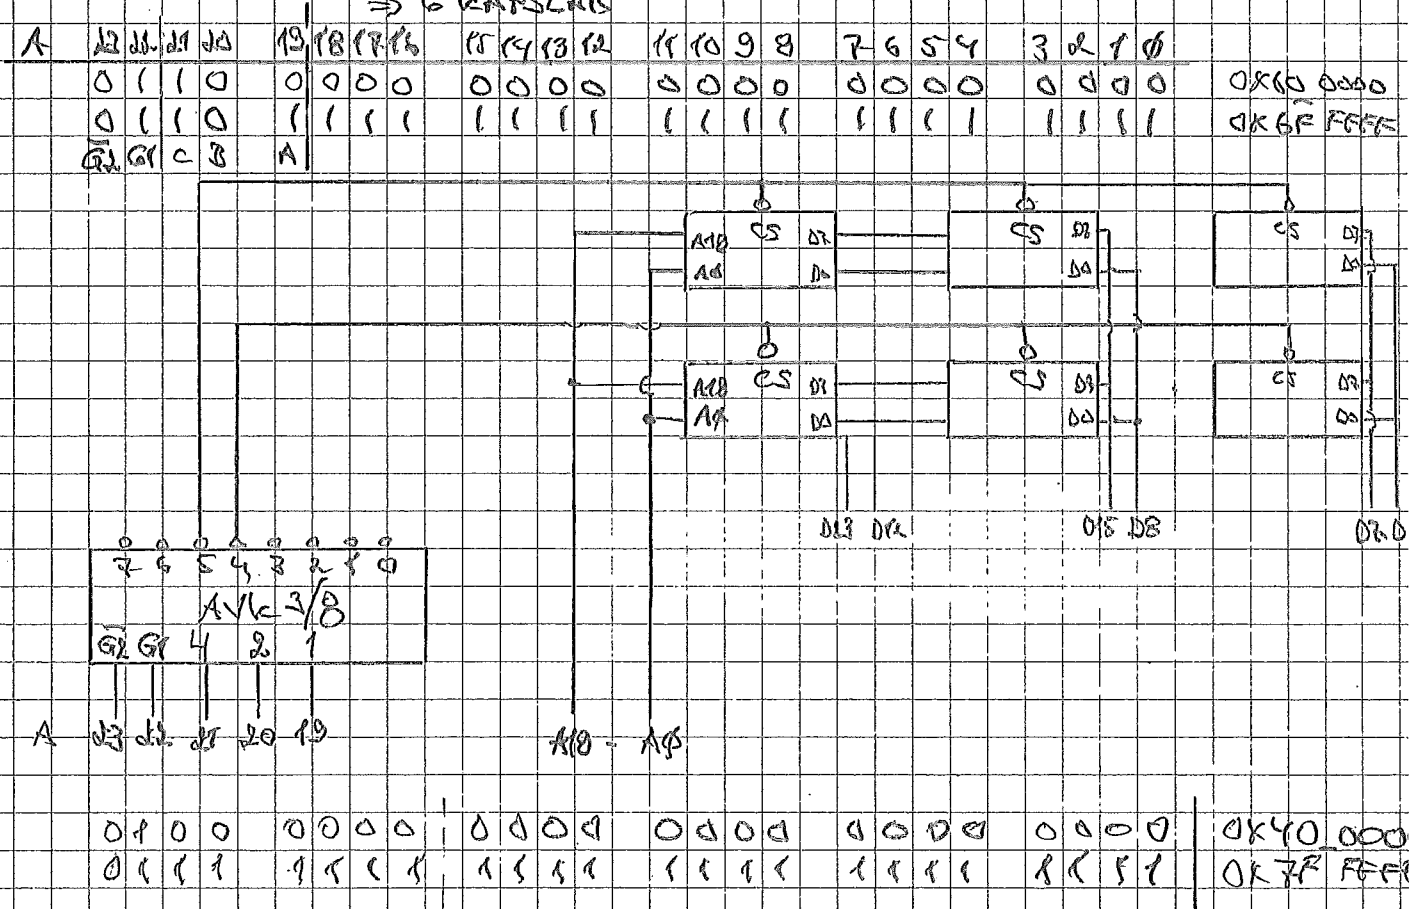 ⇒ 6 KAPSLAR
A 23 22 21 20 19 18 17 16 15 14 13 12 11 10 9 8 7 6 5 4 3 2 1 0
0 1 1 0 0 0 0 0 0 0 0 0 0 0 0 0 0 0 0 0 0 0 0 0 0X60 0000
0 1 1 0 1 1 1 1 1 1 1 1 1 1 1 1 1 1 1 1 1 1 1 1 0X6F FFFF
G2 G1 C B A
A18 CS D7 CS D7 CS D7
A0 D0 D0 D0
A18 CS D7 CS D7 CS D7
A0 D0 D0 D0
D23 D15 D8 D7 D
7 6 5 4 3 2 1 0
AVK 3/8
G2 G1 4 2 1
A 23 22 21 20 19 A18 - A0
0 1 0 0 0 0 0 0 0 0 0 0 0 0 0 0 0 0 0 0 0 0 0 0 0X40_000
0 1 1 1 1 1 1 1 1 1 1 1 1 1 1 1 1 1 1 1 1 1 1 1 0X7F FFF